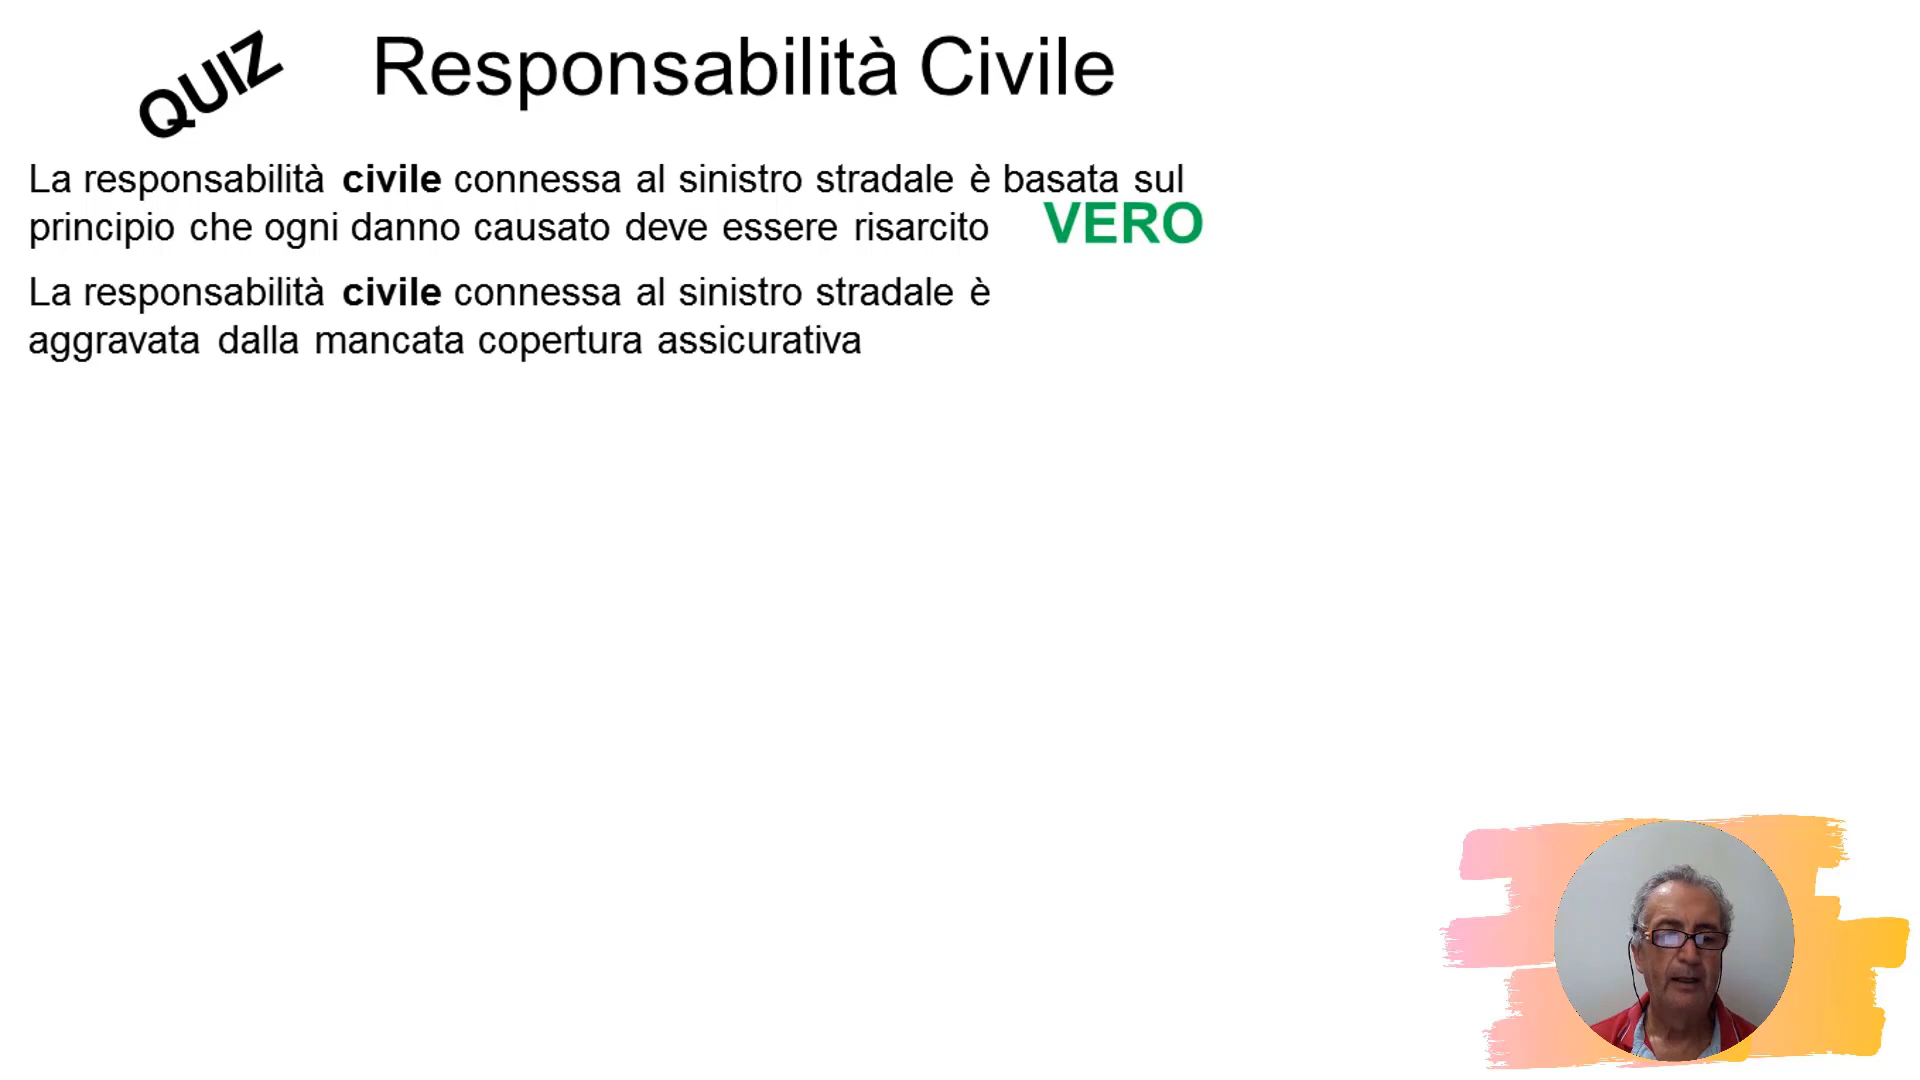 QUIZ
Responsabilità Civile
La responsabilità civile connessa al sinistro stradale è basata sul
principio che ogni danno causato deve essere risarcito VERO
La responsabilità civile connessa al sinistro stradale è
aggravata dalla mancata copertura assicurativa